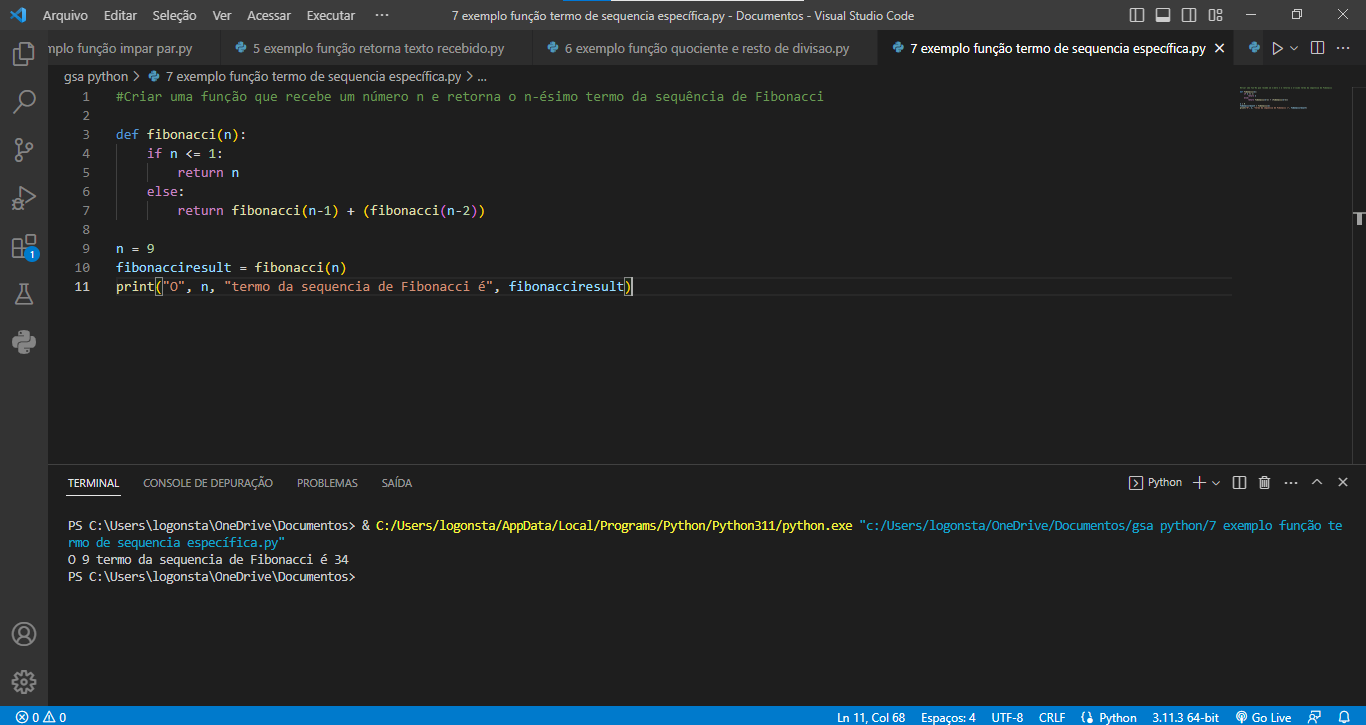 Arquivo Editar Seleção Ver Acessar Executar ··· 7 exemplo função termo de sequencia específica.py - Documentos - Visual Studio Code
mplo função impar par.py 5 exemplo função retorna texto recebido.py 6 exemplo função quociente e resto de divisao.py 7 exemplo função termo de sequencia específica.py
gsa python > 7 exemplo função termo de sequencia específica.py > ...
1 #Criar uma função que recebe um número n e retorna o n-ésimo termo da sequência de Fibonacci
2
3 def fibonacci(n):
4 if n <= 1:
5 return n
6 else:
7 return fibonacci(n-1) + (fibonacci(n-2))
8
9 n = 9
10 fibonacciresult = fibonacci(n)
11 print("O", n, "termo da sequencia de Fibonacci é", fibonacciresult)
1
TERMINAL CONSOLE DE DEPURAÇÃO PROBLEMAS SAÍDA Python
PS C:\Users\logonsta\OneDrive\Documentos> & C:/Users/logonsta/AppData/Local/Programs/Python/Python311/python.exe "c:/Users/logonsta/OneDrive/Documentos/gsa python/7 exemplo função te
rmo de sequencia específica.py"
O 9 termo da sequencia de Fibonacci é 34
PS C:\Users\logonsta\OneDrive\Documentos>
0 0 Ln 11, Col 68 Espaços: 4 UTF-8 CRLF Python 3.11.3 64-bit Go Live